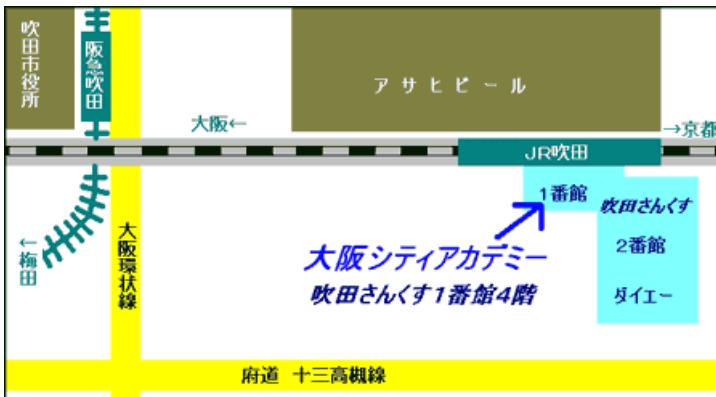 吹田市役所
阪急吹田
アサヒビール
大阪←
→京都
JR吹田
1番館
吹田さんくす
2番館
ダイエー
←梅田
大阪環状線
大阪シティアカデミー
吹田さんくす1番館4階
府道 十三高槻線